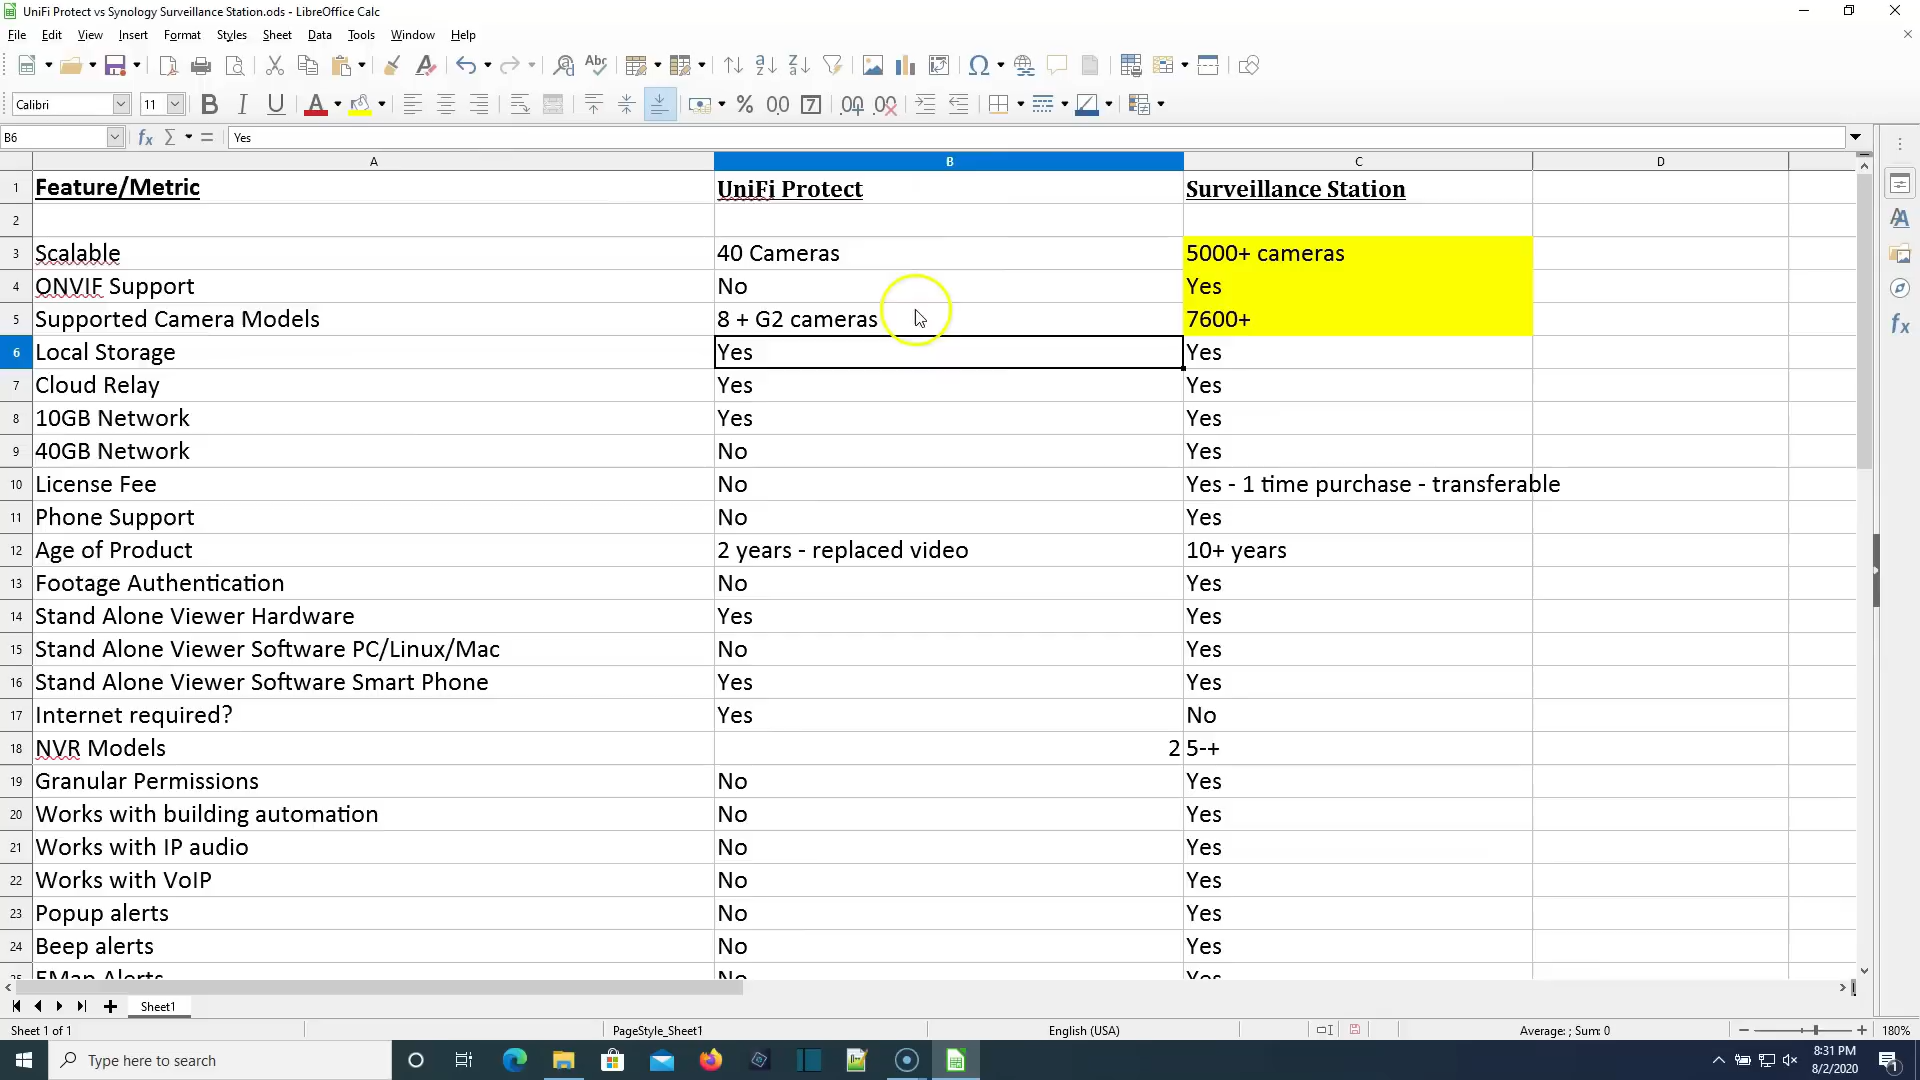 UniFi Protect vs Synology Surveillance Station.ods - LibreOffice Calc
File Edit View Insert Format Styles Sheet Data Tools Window Help
Calibri 11
B6 Yes
A B C D
1 Feature/Metric UniFi Protect Surveillance Station
2
3 Scalable 40 Cameras 5000+ cameras
4 ONVIF Support No Yes
5 Supported Camera Models 8 + G2 cameras 7600+
6 Local Storage Yes Yes
7 Cloud Relay Yes Yes
8 10GB Network Yes Yes
9 40GB Network No Yes
10 License Fee No Yes - 1 time purchase - transferable
11 Phone Support No Yes
12 Age of Product 2 years - replaced video 10+ years
13 Footage Authentication No Yes
14 Stand Alone Viewer Hardware Yes Yes
15 Stand Alone Viewer Software PC/Linux/Mac No Yes
16 Stand Alone Viewer Software Smart Phone Yes Yes
17 Internet required? Yes No
18 NVR Models 2 5-+
19 Granular Permissions No Yes
20 Works with building automation No Yes
21 Works with IP audio No Yes
22 Works with VoIP No Yes
23 Popup alerts No Yes
24 Beep alerts No Yes
25 EMap Alerts No Yes
Sheet1
Sheet 1 of 1 PageStyle_Sheet1 English (USA) Average: ; Sum: 0 180%
Type here to search 8:31 PM
8/2/2020 1